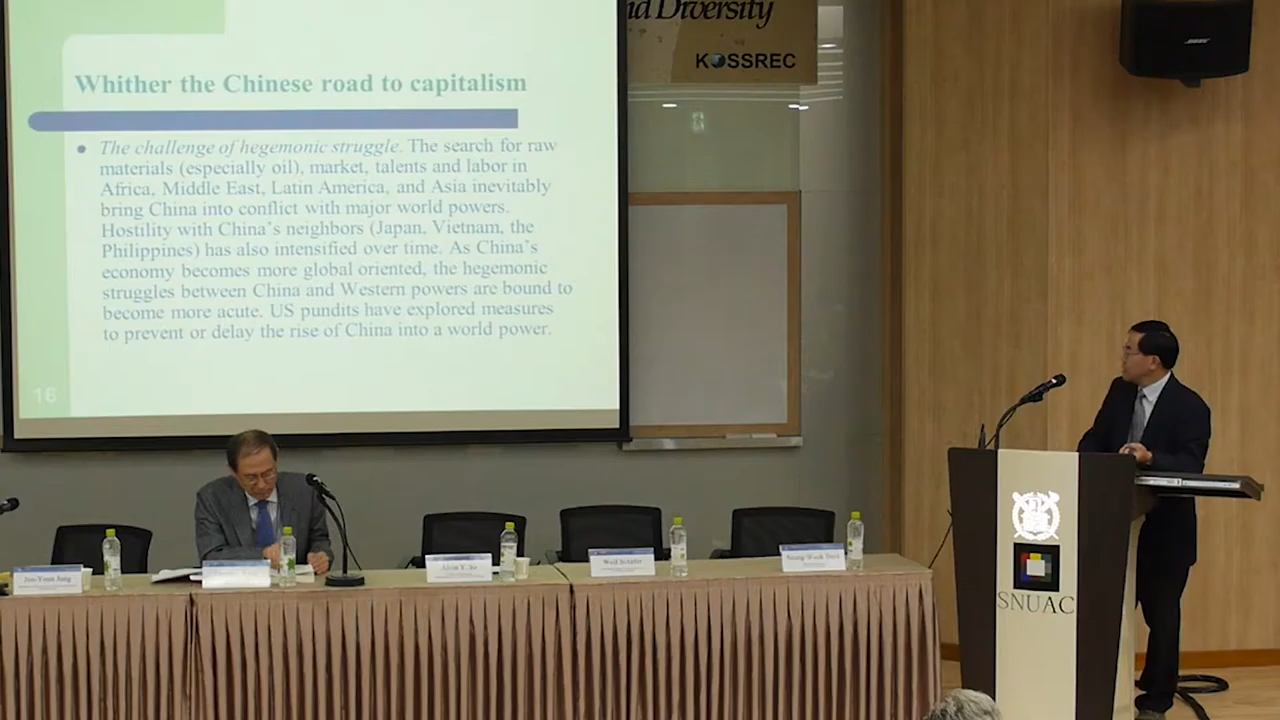 nd Diversity
KOSSREC
BOSE
Whither the Chinese road to capitalism
The challenge of hegemonic struggle. The search for raw
materials (especially oil), market, talents and labor in
Africa, Middle East, Latin America, and Asia inevitably
bring China into conflict with major world powers.
Hostility with China's neighbors (Japan, Vietnam, the
Philippines) has also intensified over time. As China's
economy becomes more global oriented, the hegemonic
struggles between China and Western powers are bound to
become more acute. US pundits have explored measures
to prevent or delay the rise of China into a world power.
16
Alvin Y. So
SNUAC